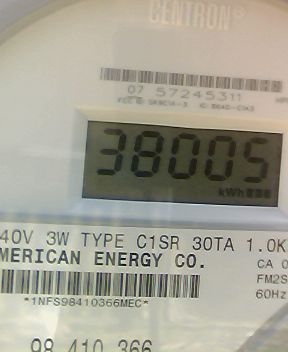 CENTRON®
07 57245311
38005
kWh
40V 3W TYPE C1SR 30TA 1.0K
MERICAN ENERGY CO.
CA 0
FM2S
60Hz
*1NFS98410366MEC*
98 410 366